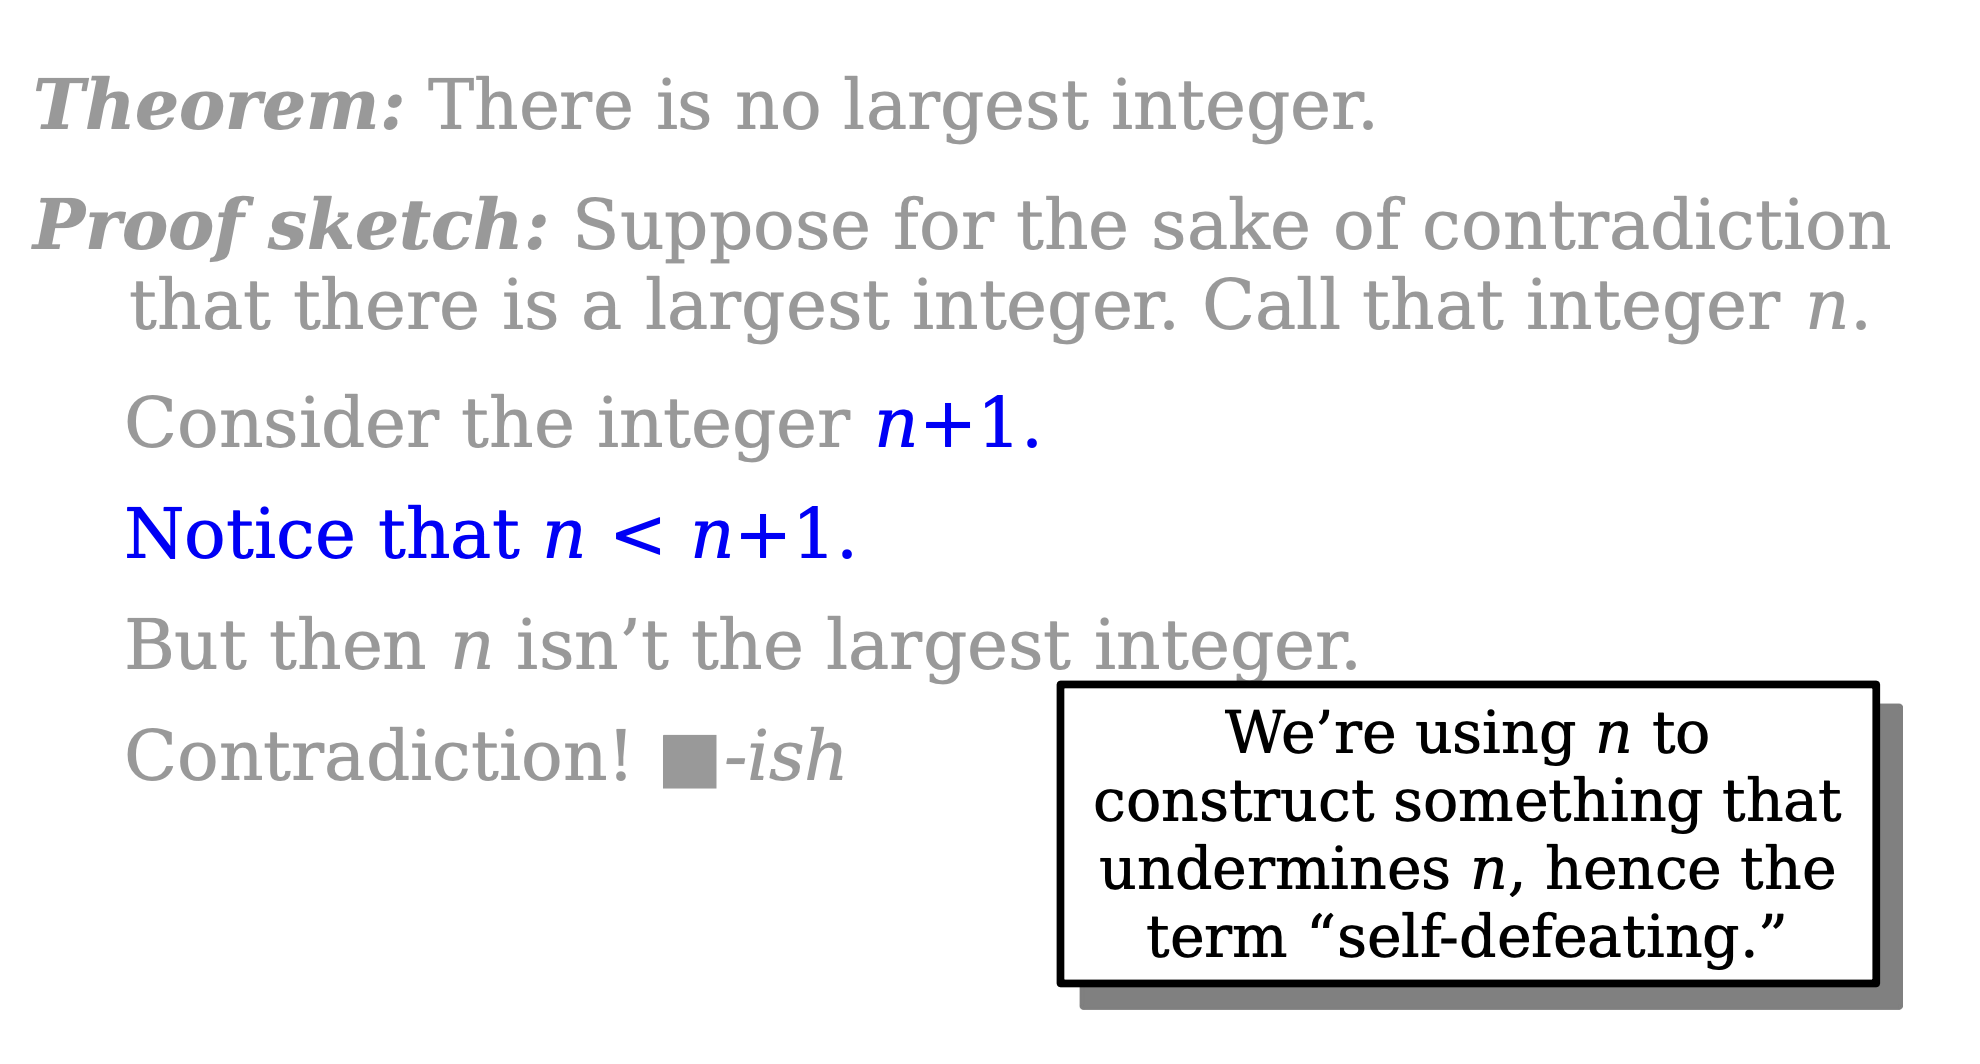 Theorem: There is no largest integer.
Proof sketch: Suppose for the sake of contradiction
that there is a largest integer. Call that integer n.
Consider the integer n+1.
Notice that n < n+1.
But then n isn’t the largest integer.
Contradiction! ■-ish
We’re using n to
construct something that
undermines n, hence the
term “self-defeating.”